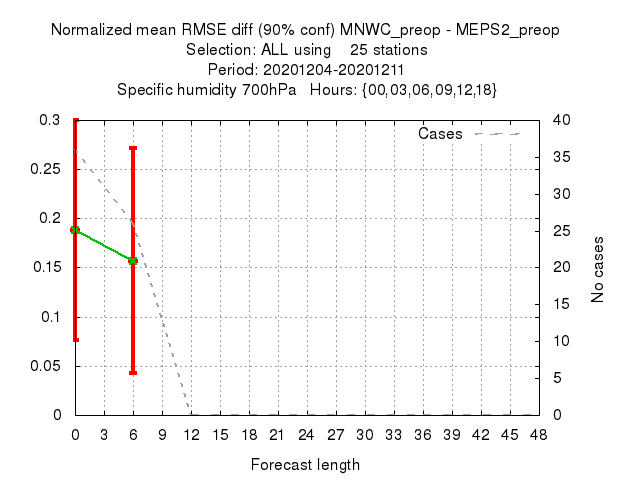 Normalized mean RMSE diff (90% conf) MNWC_preop - MEPS2_preop
Selection: ALL using 25 stations
Period: 20201204-20201211
Specific humidity 700hPa Hours: {00,03,06,09,12,18}
Cases
0.3
0.25
0.2
0.15
0.1
0.05
0
40
35
30
25
20
15
10
5
0
No cases
0 3 6 9 12 15 18 21 24 27 30 33 36 39 42 45 48
Forecast length